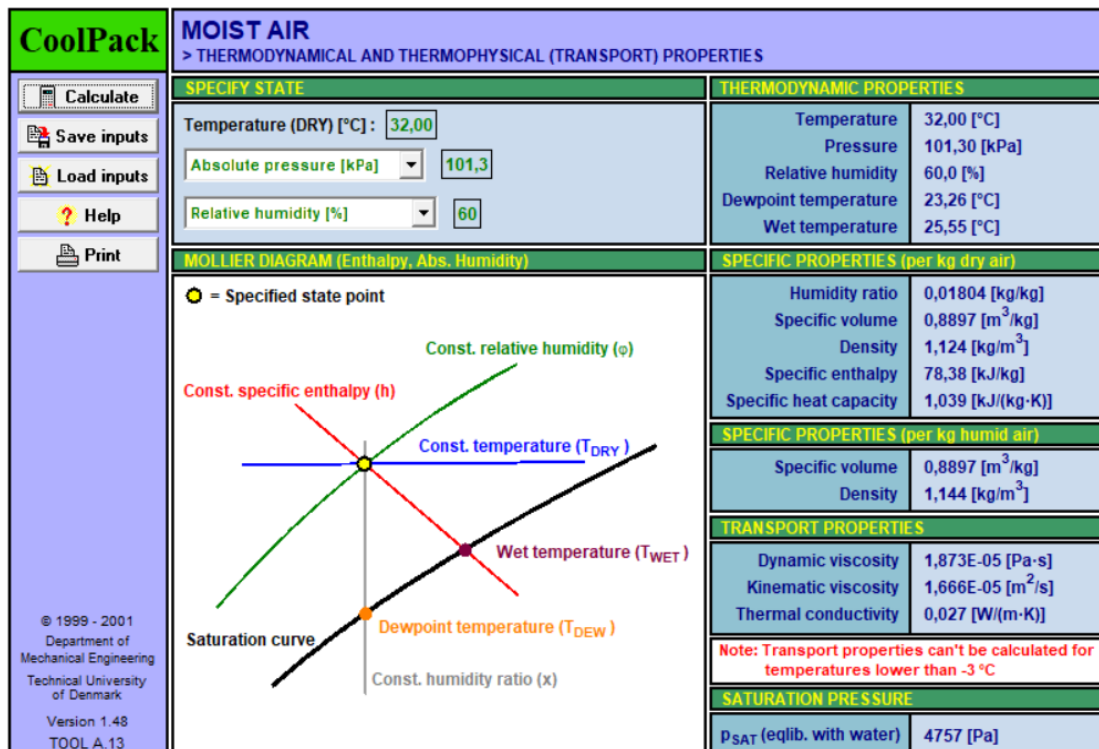 CoolPack
MOIST AIR
> THERMODYNAMICAL AND THERMOPHYSICAL (TRANSPORT) PROPERTIES
Calculate
Save inputs
Load inputs
Help
Print
© 1999 - 2001
Department of
Mechanical Engineering
Technical University
of Denmark
Version 1.48
TOOL A.13
SPECIFY STATE
Temperature (DRY) [°C] : 32,00
Absolute pressure [kPa] 101,3
Relative humidity [%] 60
MOLLIER DIAGRAM (Enthalpy, Abs. Humidity)
= Specified state point
Const. relative humidity (φ)
Const. specific enthalpy (h)
Const. temperature (T_DRY)
Wet temperature (T_WET)
Dewpoint temperature (T_DEW)
Saturation curve
Const. humidity ratio (x)
THERMODYNAMIC PROPERTIES
Temperature 32,00 [°C]
Pressure 101,30 [kPa]
Relative humidity 60,0 [%]
Dewpoint temperature 23,26 [°C]
Wet temperature 25,55 [°C]
SPECIFIC PROPERTIES (per kg dry air)
Humidity ratio 0,01804 [kg/kg]
Specific volume 0,8897 [m³/kg]
Density 1,124 [kg/m³]
Specific enthalpy 78,38 [kJ/kg]
Specific heat capacity 1,039 [kJ/(kg·K)]
SPECIFIC PROPERTIES (per kg humid air)
Specific volume 0,8897 [m³/kg]
Density 1,144 [kg/m³]
TRANSPORT PROPERTIES
Dynamic viscosity 1,873E-05 [Pa·s]
Kinematic viscosity 1,666E-05 [m²/s]
Thermal conductivity 0,027 [W/(m·K)]
Note: Transport properties can't be calculated for
temperatures lower than -3 °C
SATURATION PRESSURE
p_SAT (eqlib. with water) 4757 [Pa]